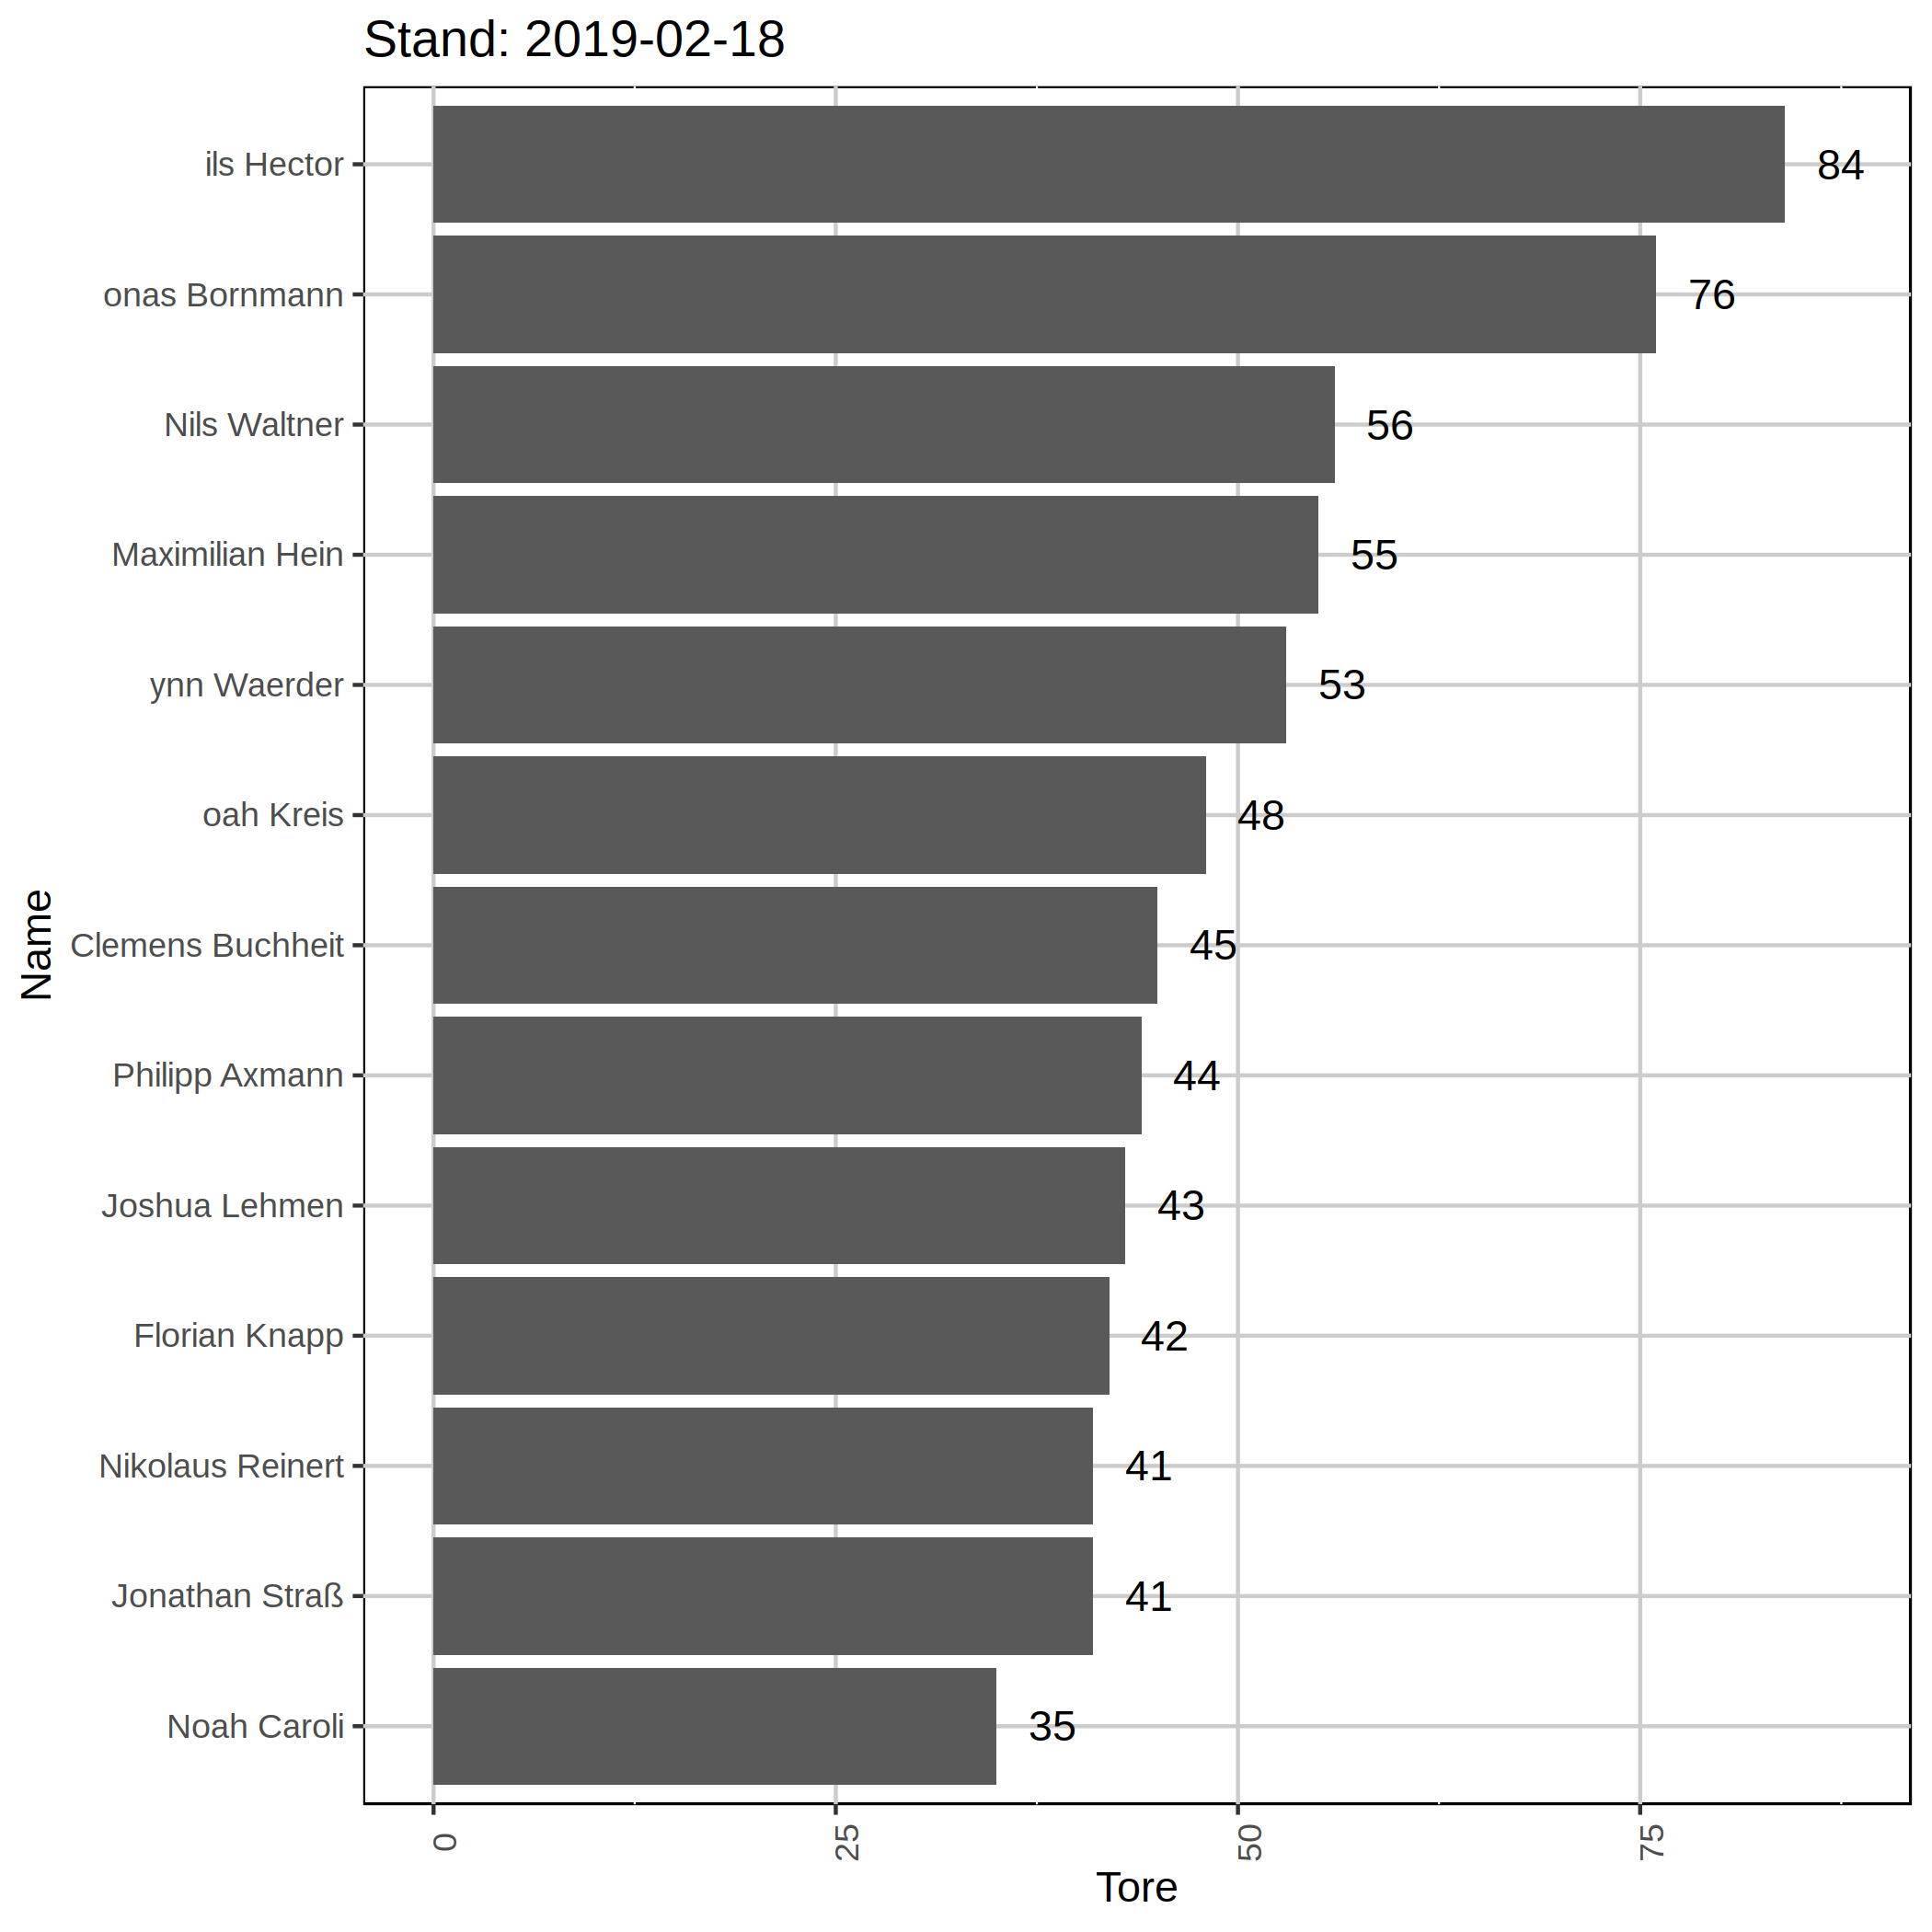 Stand: 2019-02-18
ils Hector
84
onas Bornmann
76
Nils Waltner
56
Maximilian Hein
55
ynn Waerder
53
oah Kreis
48
Clemens Buchheit
45
Philipp Axmann
44
Joshua Lehmen
43
Florian Knapp
42
Nikolaus Reinert
41
Jonathan Straß
41
Noah Caroli
35
Name
0
25
50
75
Tore